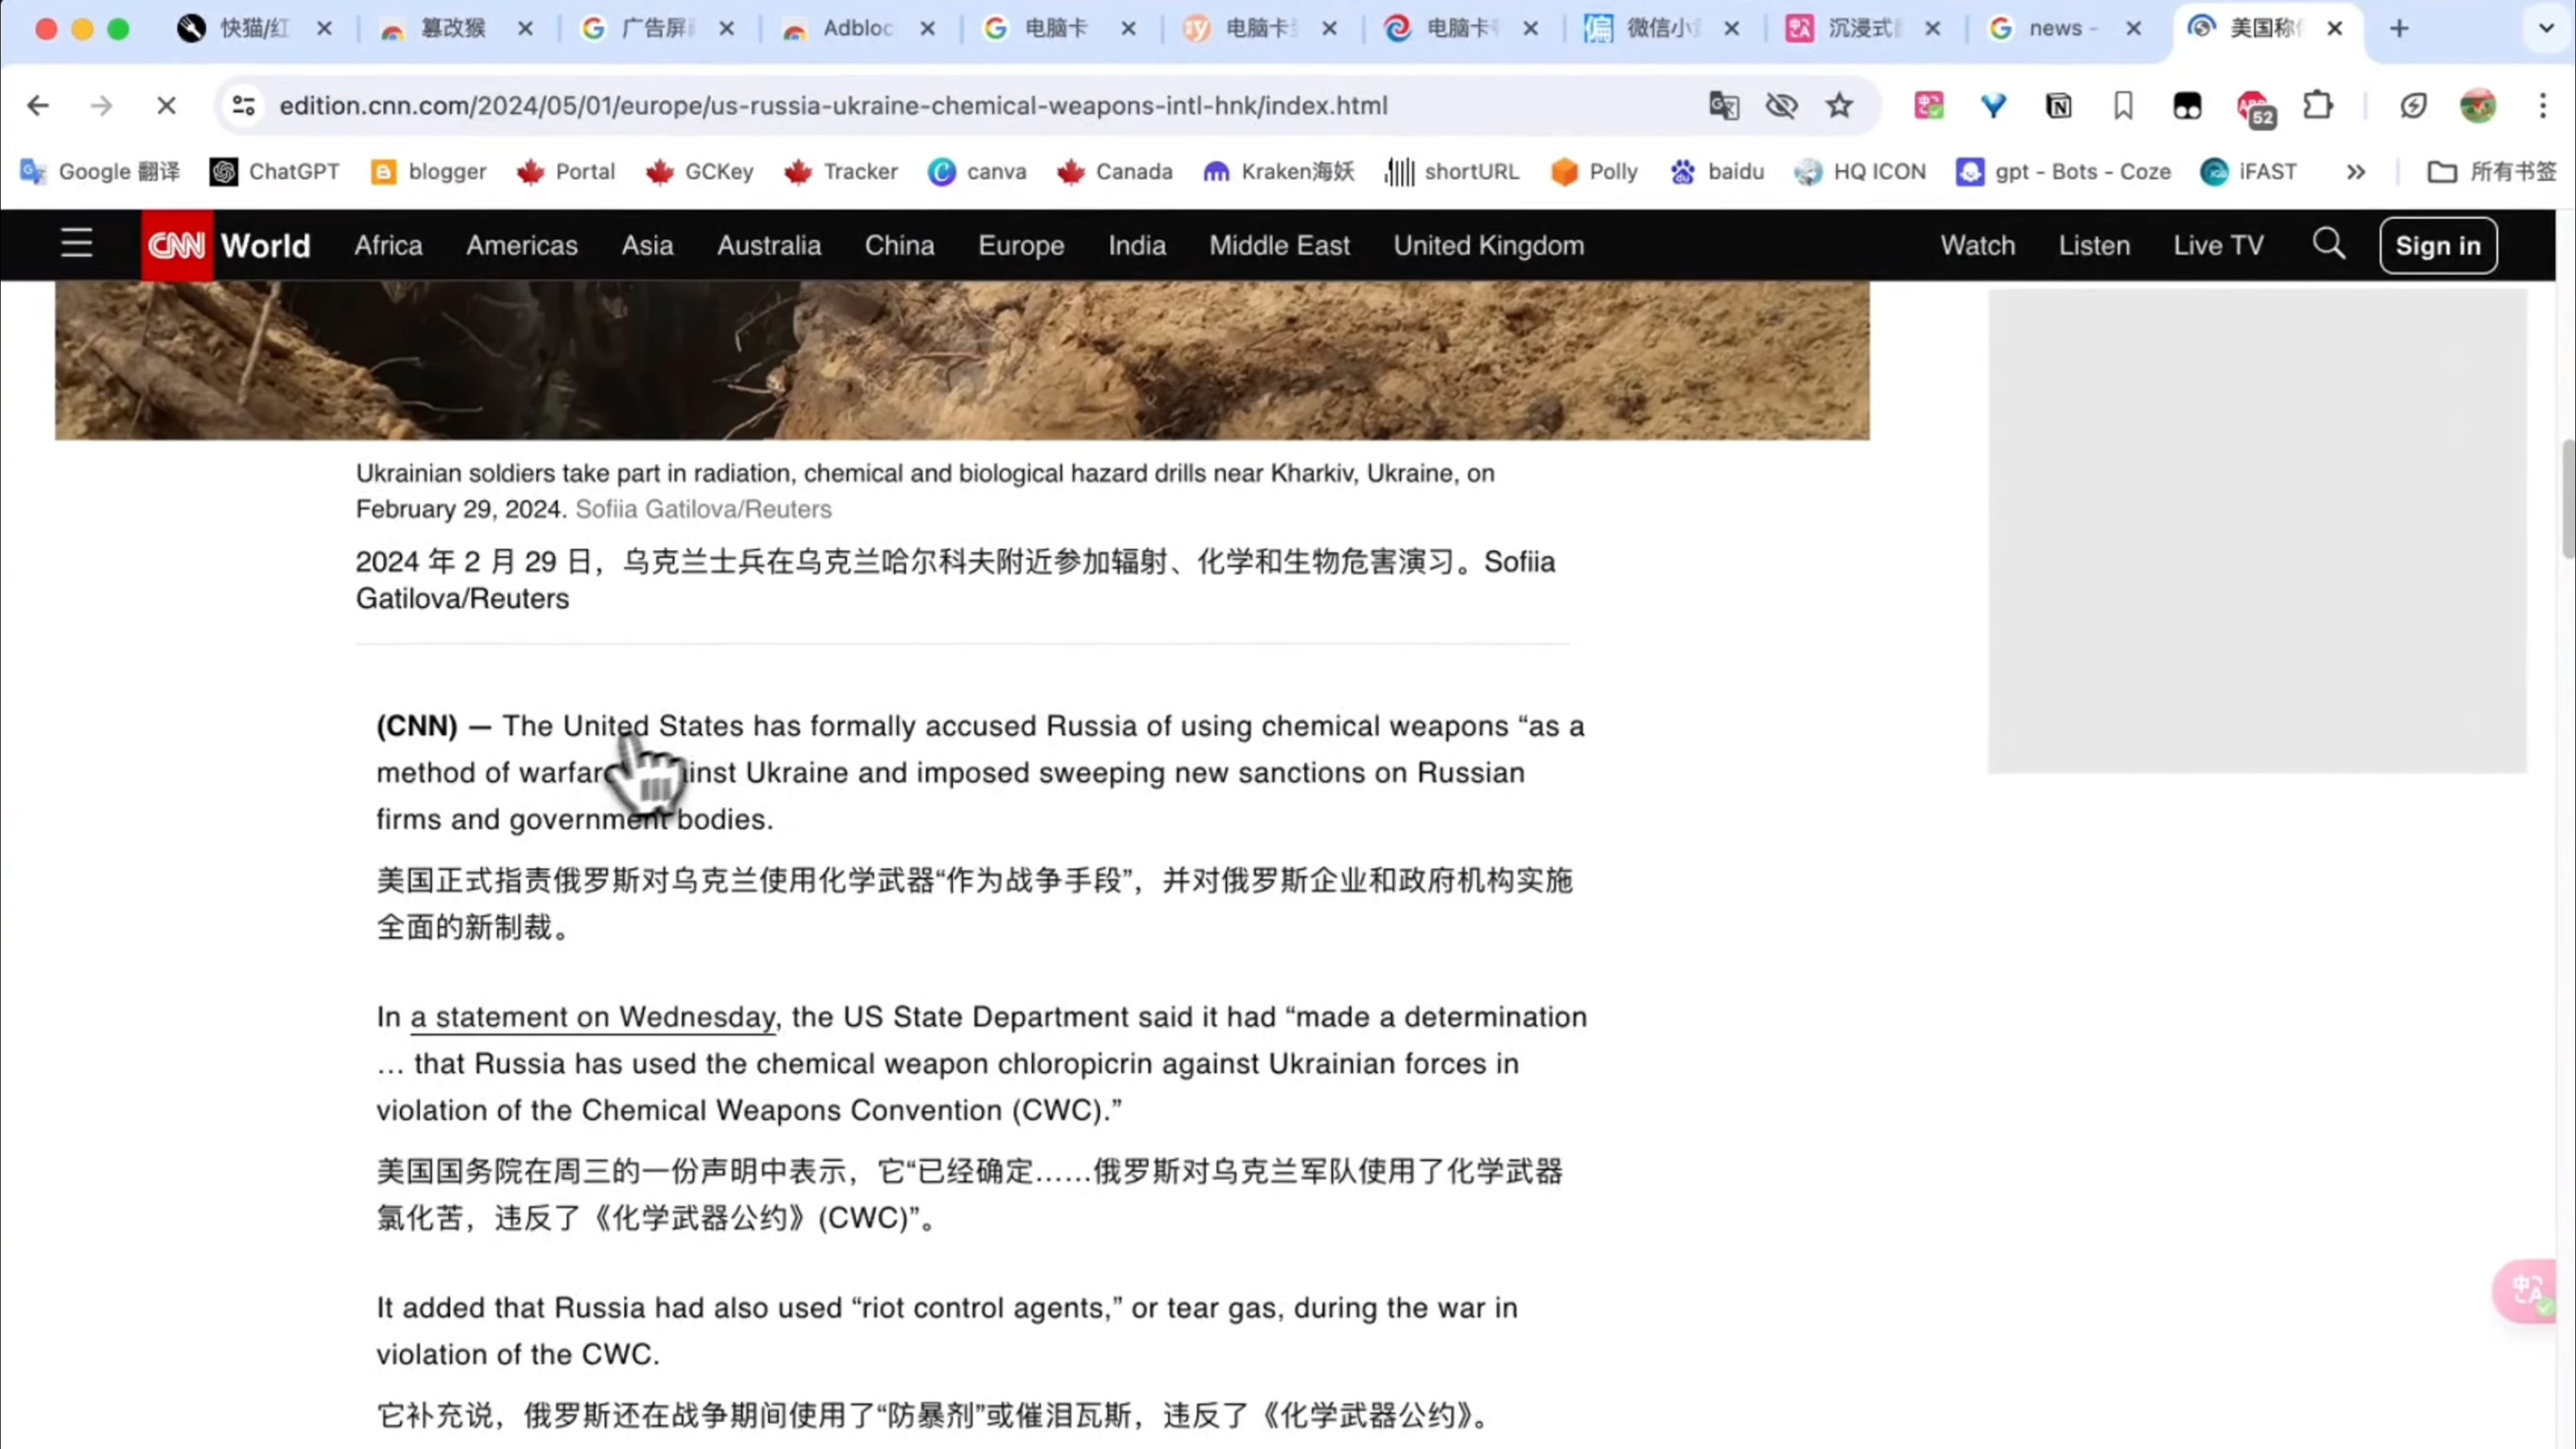 快猫/红
篡改猴
广告屏
Adbloc
电脑卡
电脑卡
电脑卡
微信小
沉浸式
news -
美国称
edition.cnn.com/2024/05/01/europe/us-russia-ukraine-chemical-weapons-intl-hnk/index.html
52
Google 翻译
ChatGPT
blogger
Portal
GCKey
Tracker
canva
Canada
Kraken海妖
shortURL
Polly
baidu
HQ ICON
gpt - Bots - Coze
iFAST
所有书签
CNN World
Africa
Americas
Asia
Australia
China
Europe
India
Middle East
United Kingdom
Watch
Listen
Live TV
Sign in
Ukrainian soldiers take part in radiation, chemical and biological hazard drills near Kharkiv, Ukraine, on
February 29, 2024. Sofiia Gatilova/Reuters
2024 年 2 月 29 日，乌克兰士兵在乌克兰哈尔科夫附近参加辐射、化学和生物危害演习。Sofiia
Gatilova/Reuters
(CNN) — The United States has formally accused Russia of using chemical weapons “as a
method of warfare against Ukraine and imposed sweeping new sanctions on Russian
firms and government bodies.
美国正式指责俄罗斯对乌克兰使用化学武器“作为战争手段”，并对俄罗斯企业和政府机构实施
全面的新制裁。
In a statement on Wednesday, the US State Department said it had “made a determination
… that Russia has used the chemical weapon chloropicrin against Ukrainian forces in
violation of the Chemical Weapons Convention (CWC).”
美国国务院在周三的一份声明中表示，它“已经确定……俄罗斯对乌克兰军队使用了化学武器
氯化苦，违反了《化学武器公约》(CWC)”。
It added that Russia had also used “riot control agents,” or tear gas, during the war in
violation of the CWC.
它补充说，俄罗斯还在战争期间使用了“防暴剂”或催泪瓦斯，违反了《化学武器公约》。